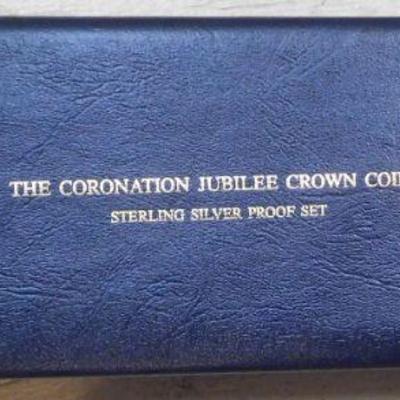 THE CORONATION JUBILEE CROWN COI
STERLING SILVER PROOF SET